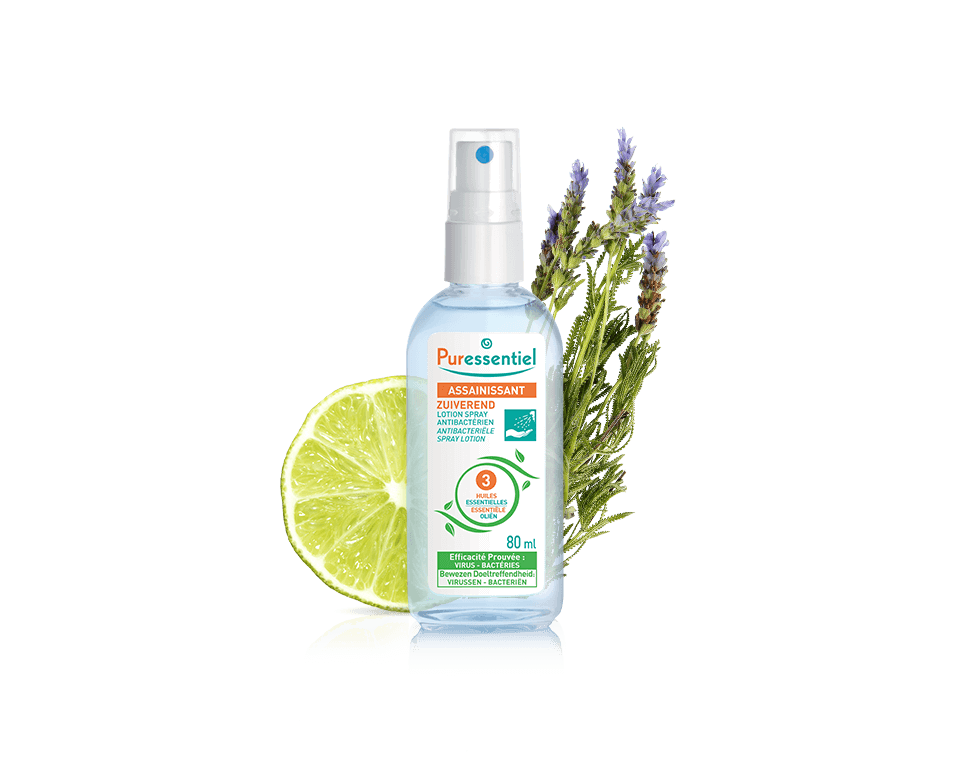 Puressentiel
ASSAINISSANT
ZUIVEREND
LOTION SPRAY
ANTIBACTÉRIEN
ANTIBACTERIËLE
SPRAY LOTION
3
HUILES
ESSENTIELLES
ESSENTIËLE
OLIËN
80 ml
Efficacité Prouvée :
VIRUS - BACTÉRIES
Bewezen Doeltreffendheid:
VIRUSSEN - BACTERIËN